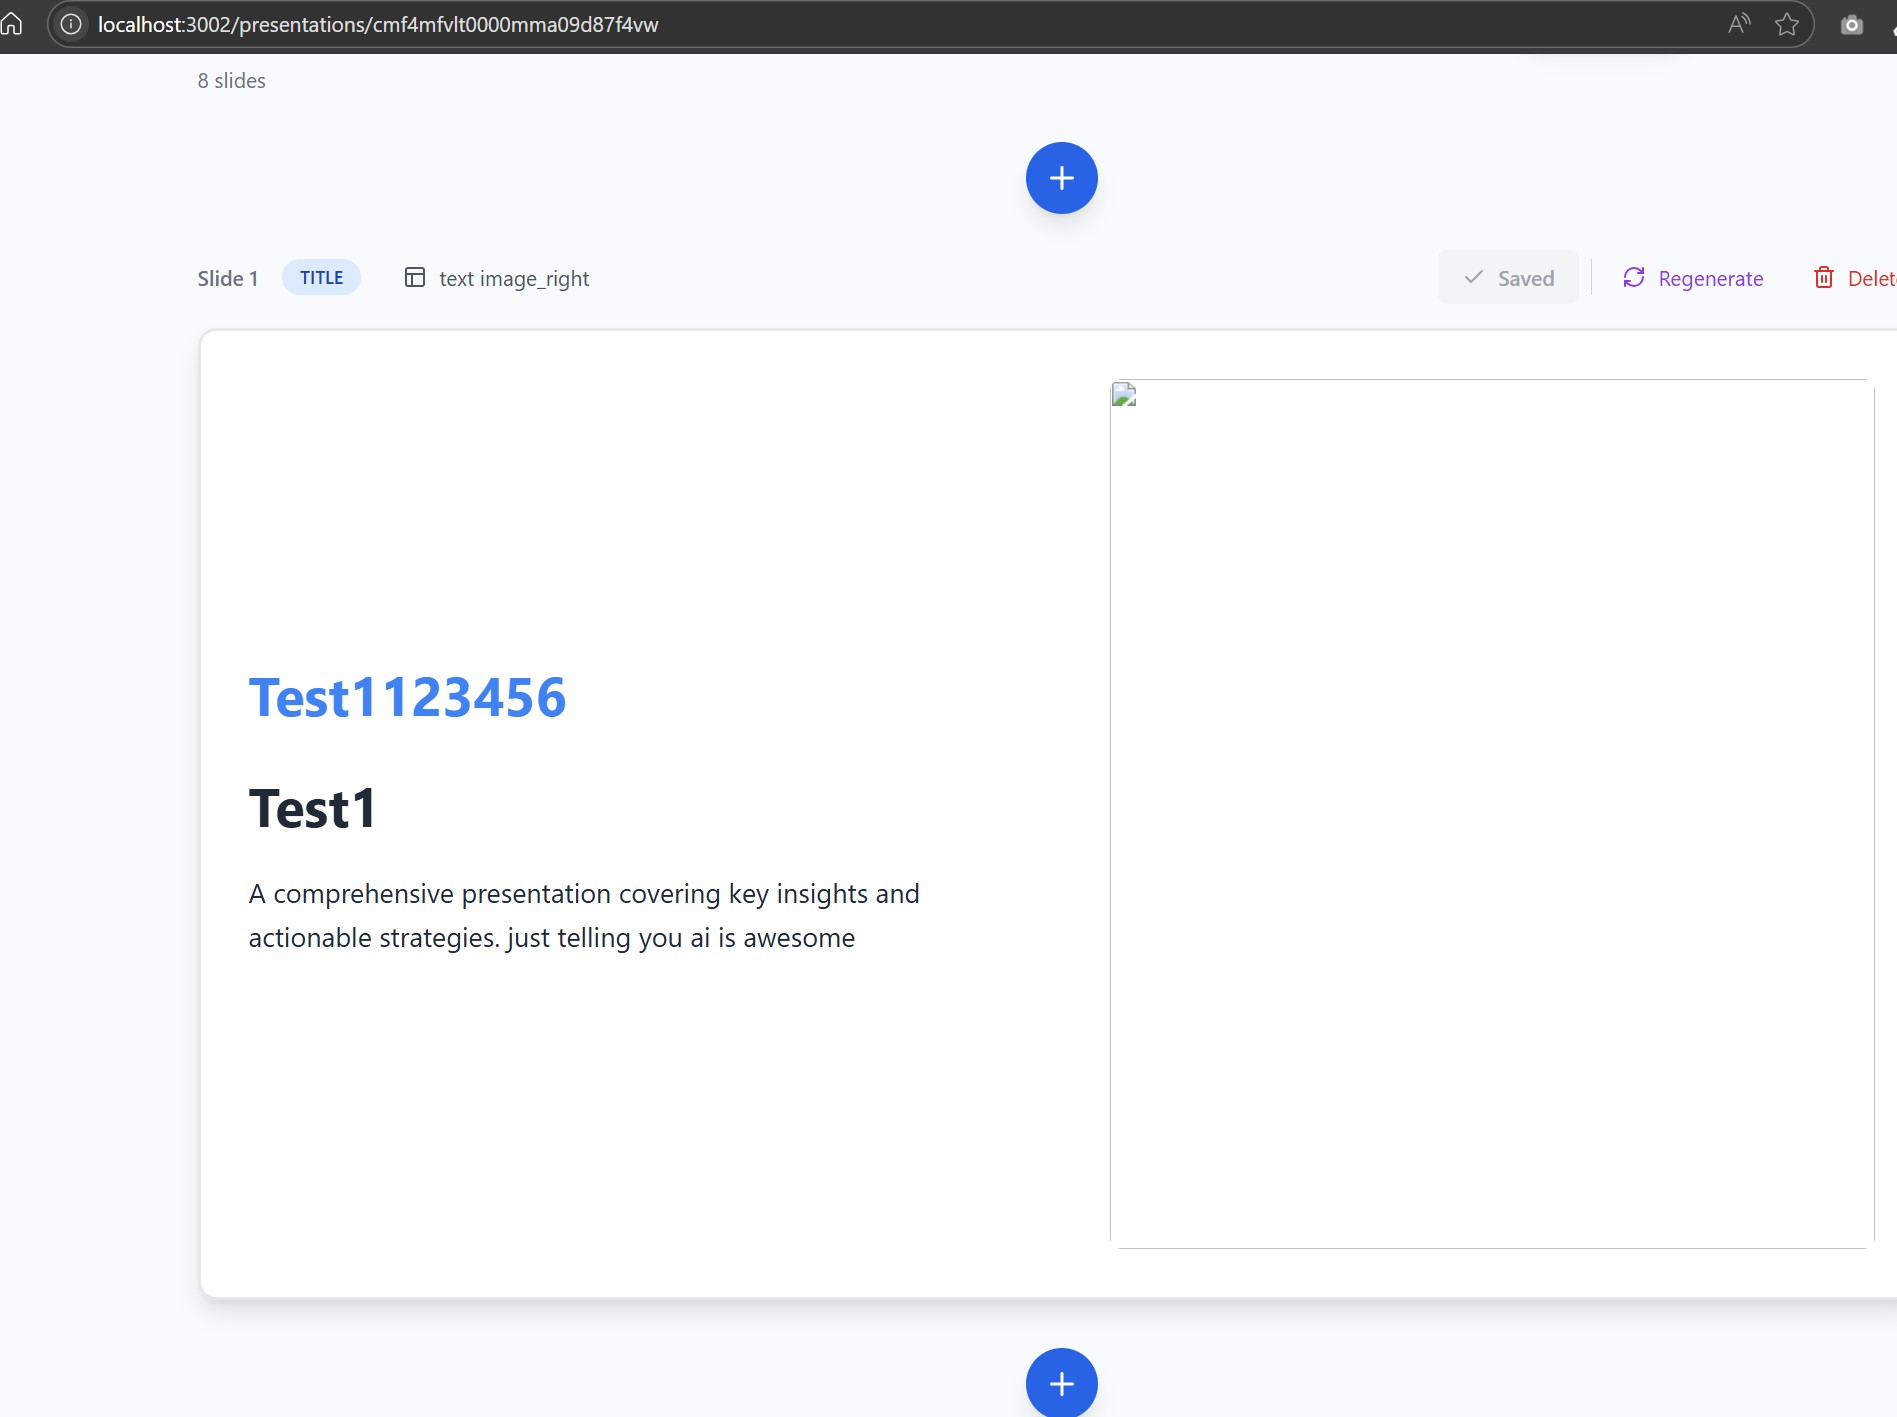 localhost:3002/presentations/cmf4mfvlt0000mma09d87f4vw
8 slides
Slide 1 TITLE text image_right Saved Regenerate Delet
Test1123456
Test1
A comprehensive presentation covering key insights and
actionable strategies. just telling you ai is awesome